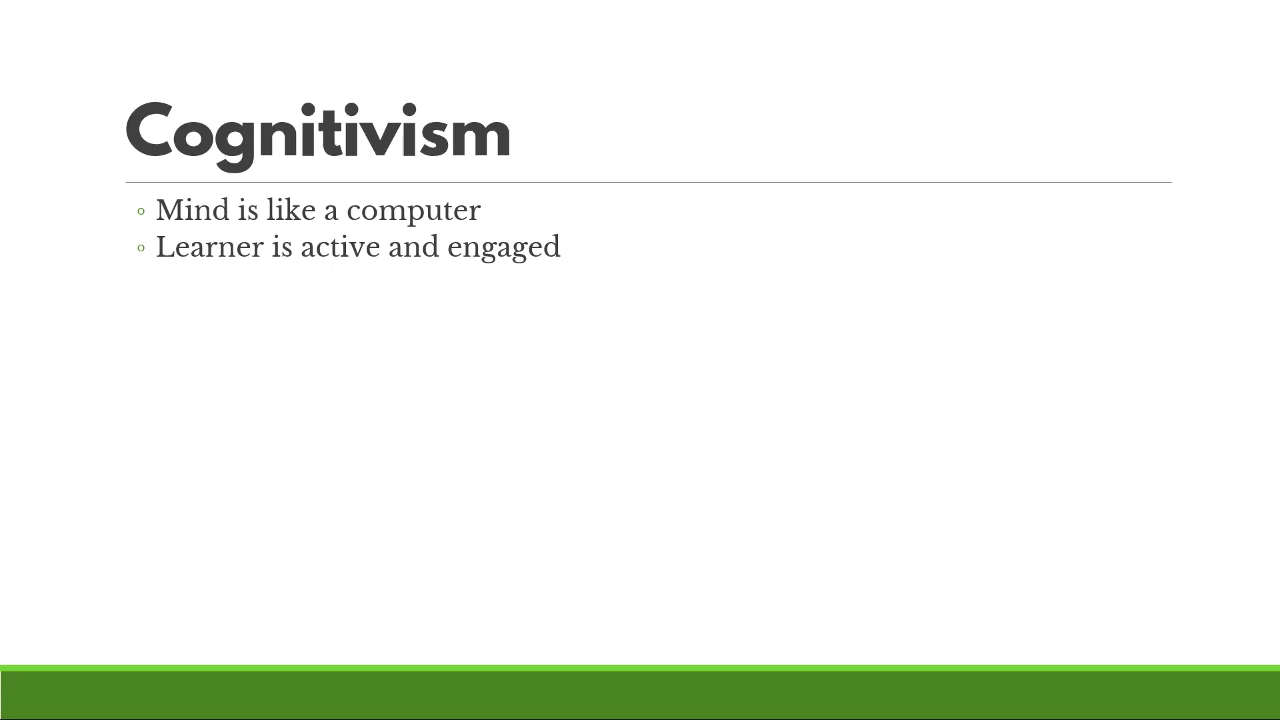 Cognitivism
◦ Mind is like a computer
◦ Learner is active and engaged